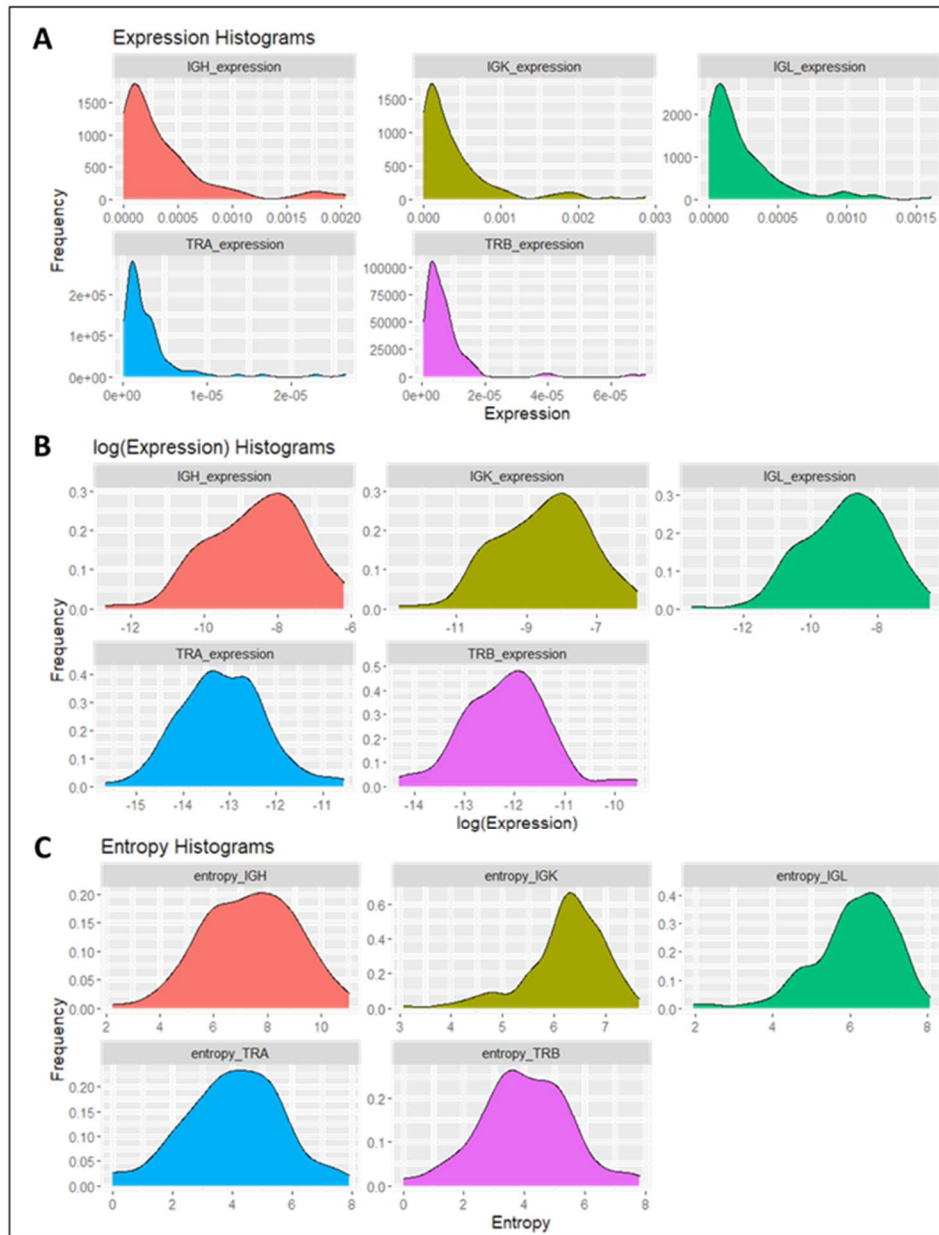 A Expression Histograms
IGH_expression IGK_expression IGL_expression
1500 1500 2000
1000 1000 1000
500 500
0 0 0
0.0000 0.0005 0.0010 0.0015 0.0020 0.000 0.001 0.002 0.003 0.0000 0.0005 0.0010 0.0015
Frequency
TRA_expression TRB_expression
2e+05 100000
75000
1e+05 50000
25000
0e+00 0
0e+00 1e-05 2e-05 0e+00 2e-05 4e-05 6e-05
Expression
B log(Expression) Histograms
IGH_expression IGK_expression IGL_expression
0.3 0.3 0.3
0.2 0.2 0.2
0.1 0.1 0.1
0.0 0.0 0.0
-12 -10 -8 -6 -11 -9 -7 -12 -10 -8
Frequency
TRA_expression TRB_expression
0.5
0.4 0.4
0.3 0.3
0.2 0.2
0.1 0.1
0.0 0.0
-15 -14 -13 -12 -11 -14 -13 -12 -11 -10
log(Expression)
C Entropy Histograms
entropy_IGH entropy_IGK entropy_IGL
0.20 0.6 0.4
0.15 0.4 0.3
0.10 0.2 0.2
0.05 0.1
0.00 0.0 0.0
2 4 6 8 10 3 4 5 6 7 2 4 6 8
Frequency
entropy_TRA entropy_TRB
0.20 0.2
0.15
0.10 0.1
0.05
0.00 0.0
0 2 4 6 8 0 2 4 6 8
Entropy